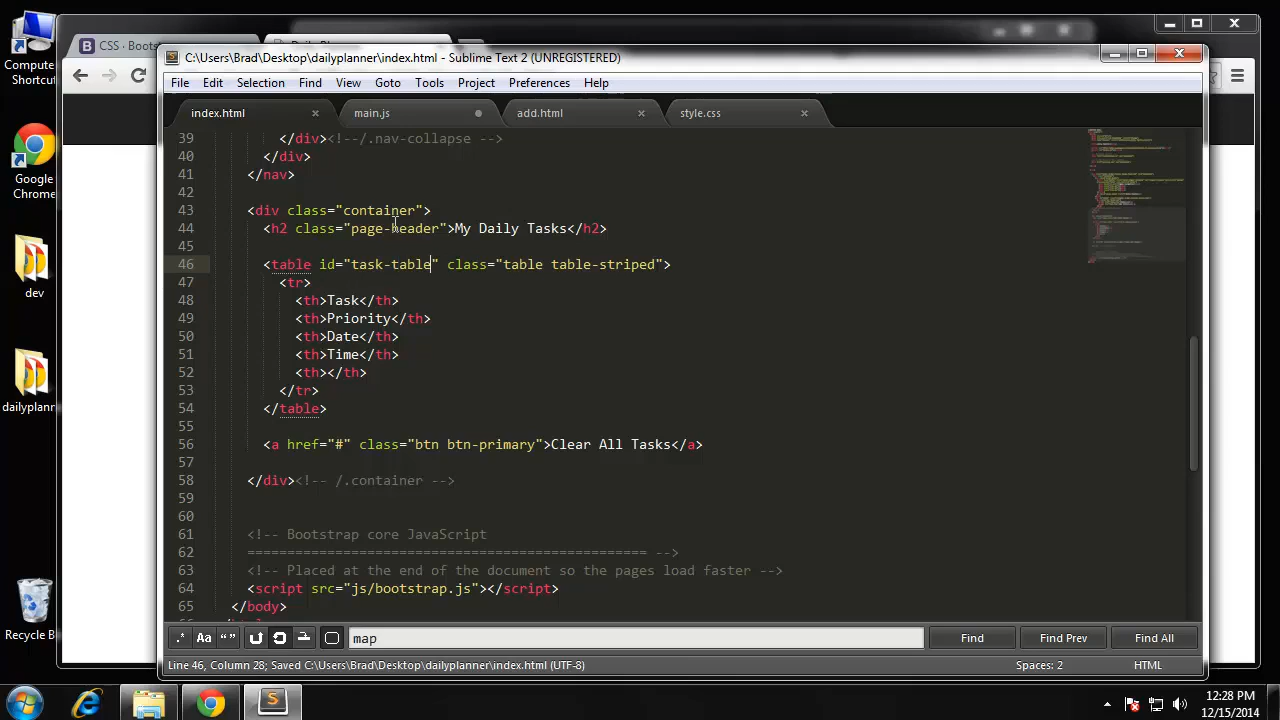 Compute
Shortcu
Google
Chrome
dev
dailyplann
Recycle B
CSS · Boots
C:\Users\Brad\Desktop\dailyplanner\index.html - Sublime Text 2 (UNREGISTERED)
File Edit Selection Find View Goto Tools Project Preferences Help
index.html main.js add.html style.css
39 </div><!--/.nav-collapse -->
40 </div>
41 </nav>
42
43 <div class="container">
44 <h2 class="page-header">My Daily Tasks</h2>
45
46 <table id="task-table" class="table table-striped">
47 <tr>
48 <th>Task</th>
49 <th>Priority</th>
50 <th>Date</th>
51 <th>Time</th>
52 <th></th>
53 </tr>
54 </table>
55
56 <a href="#" class="btn btn-primary">Clear All Tasks</a>
57
58 </div><!-- /.container -->
59
60
61 <!-- Bootstrap core JavaScript
62 ================================================== -->
63 <!-- Placed at the end of the document so the pages load faster -->
64 <script src="js/bootstrap.js"></script>
65 </body>
.* Aa “ ” map Find Find Prev Find All
Line 46, Column 28; Saved C:\Users\Brad\Desktop\dailyplanner\index.html (UTF-8) Spaces: 2 HTML
12:28 PM
12/15/2014